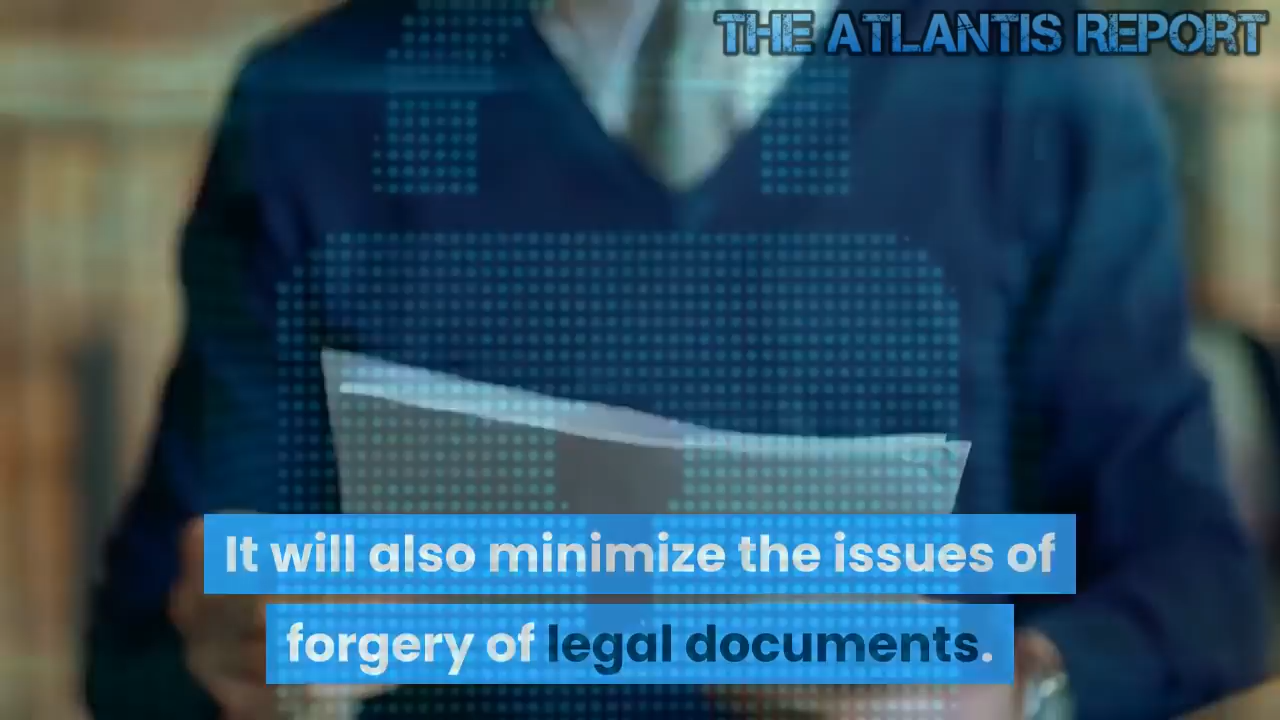 THE ATLANTIS REPORT
It will also minimize the issues of
forgery of legal documents.